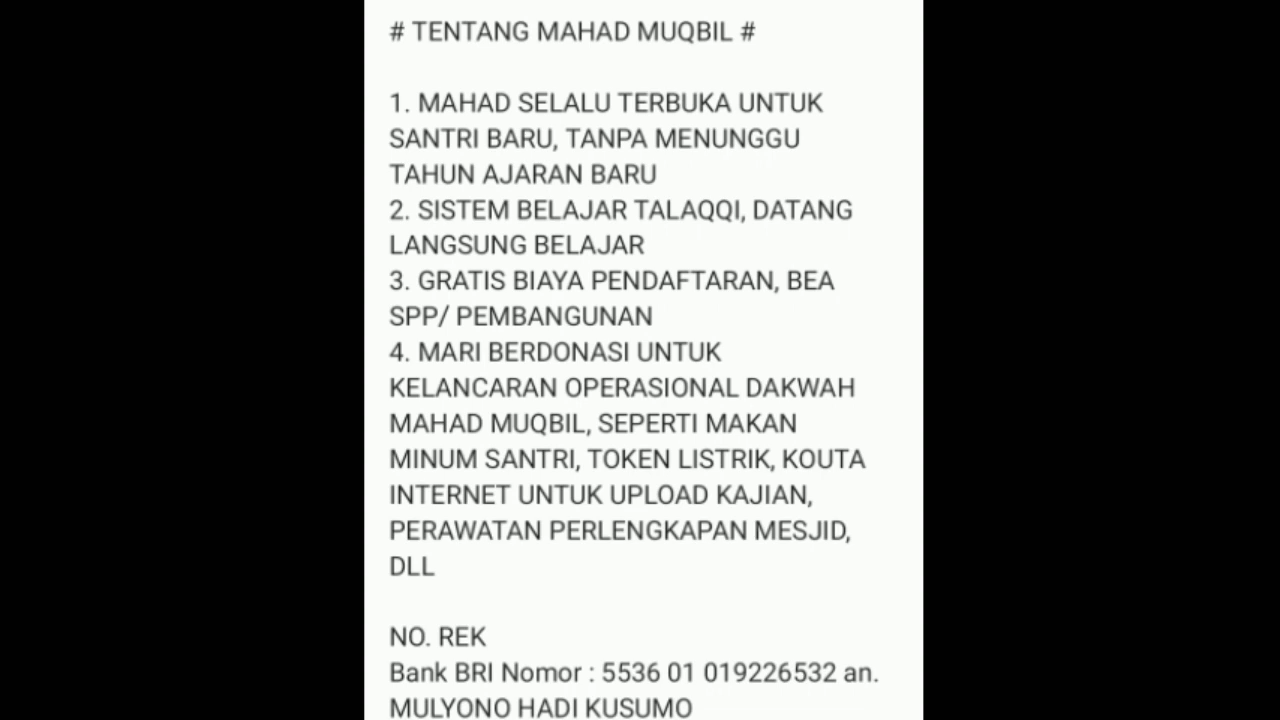 # TENTANG MAHAD MUQBIL #
1. MAHAD SELALU TERBUKA UNTUK
SANTRI BARU, TANPA MENUNGGU
TAHUN AJARAN BARU
2. SISTEM BELAJAR TALAQQI, DATANG
LANGSUNG BELAJAR
3. GRATIS BIAYA PENDAFTARAN, BEA
SPP/ PEMBANGUNAN
4. MARI BERDONASI UNTUK
KELANCARAN OPERASIONAL DAKWAH
MAHAD MUQBIL, SEPERTI MAKAN
MINUM SANTRI, TOKEN LISTRIK, KOUTA
INTERNET UNTUK UPLOAD KAJIAN,
PERAWATAN PERLENGKAPAN MESJID,
DLL
NO. REK
Bank BRI Nomor : 5536 01 019226532 an.
MULYONO HADI KUSUMO